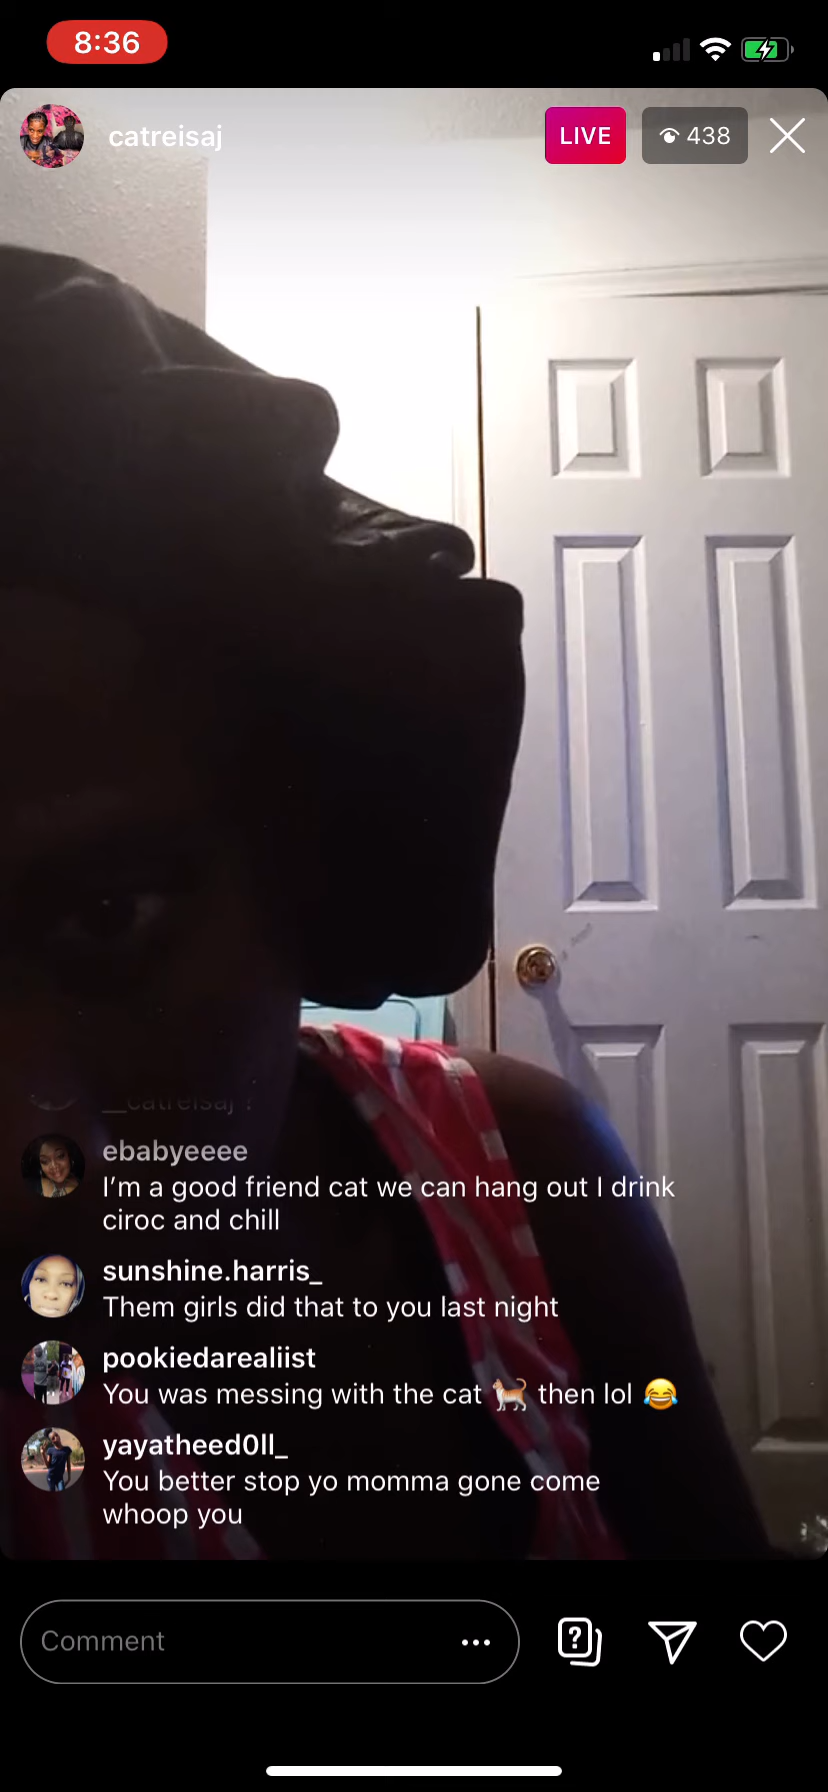 8:36
catreisaj
LIVE
438
__catreisaj ?
ebabyeeee
I'm a good friend cat we can hang out I drink
ciroc and chill
sunshine.harris_
Them girls did that to you last night
pookiedarealiist
You was messing with the cat 🐈 then lol 😂
yayatheed0ll_
You better stop yo momma gone come
whoop you
Comment